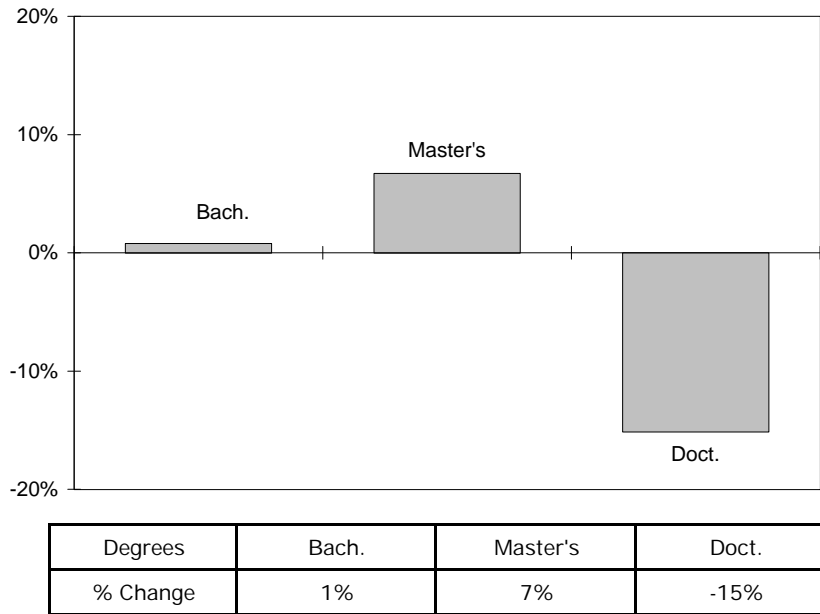 20%
10%
Master's
Bach.
0%
-10%
Doct.
-20%
Degrees Bach. Master's Doct.
% Change 1% 7% -15%